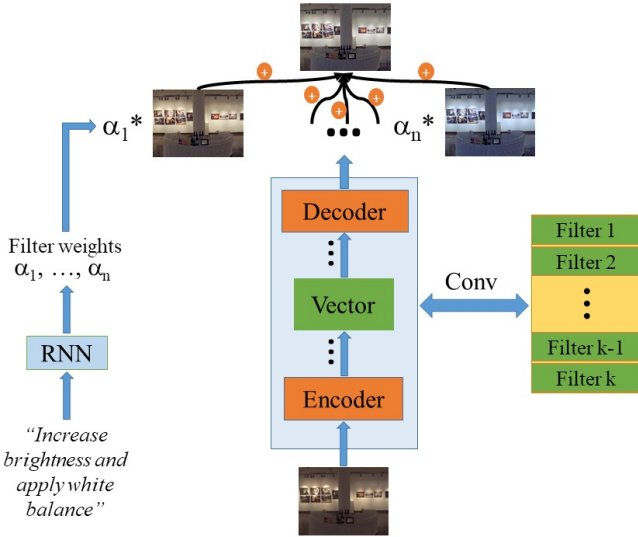 α₁*
αₙ*
Decoder
Filter weights
α₁, …, αₙ
Vector
Conv
Filter 1
Filter 2
Filter k-1
Filter k
RNN
Encoder
“Increase
brightness and
apply white
balance”